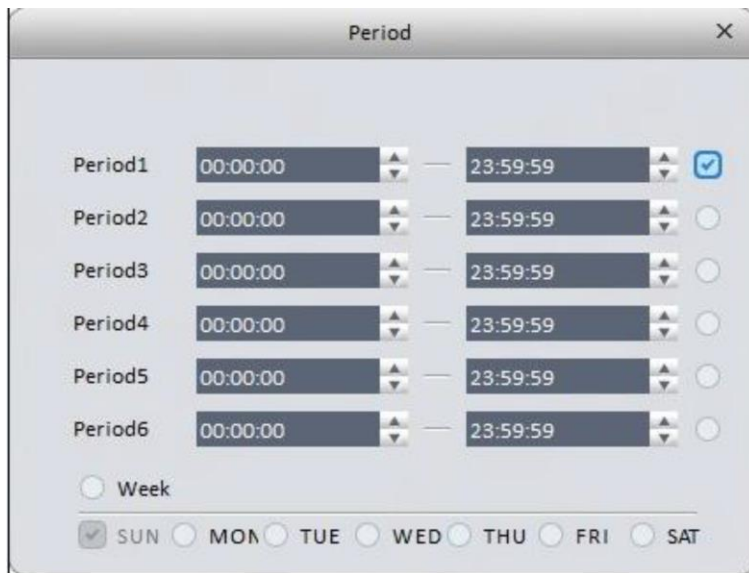 Period
Period1 00:00:00 — 23:59:59
Period2 00:00:00 — 23:59:59
Period3 00:00:00 — 23:59:59
Period4 00:00:00 — 23:59:59
Period5 00:00:00 — 23:59:59
Period6 00:00:00 — 23:59:59
Week
SUN MON TUE WED THU FRI SAT